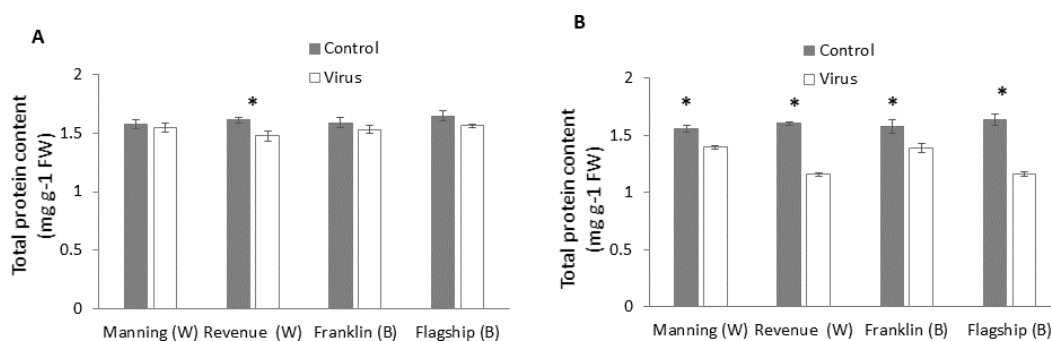 A
Control
Virus
Total protein content
(mg g-1 FW)
2
1.5
1
0.5
0
*
Manning (W) Revenue (W) Franklin (B) Flagship (B)
B
Control
Virus
Total protein content
(mg g-1 FW)
2
1.5
1
0.5
0
* * * *
Manning (W) Revenue (W) Franklin (B) Flagship (B)